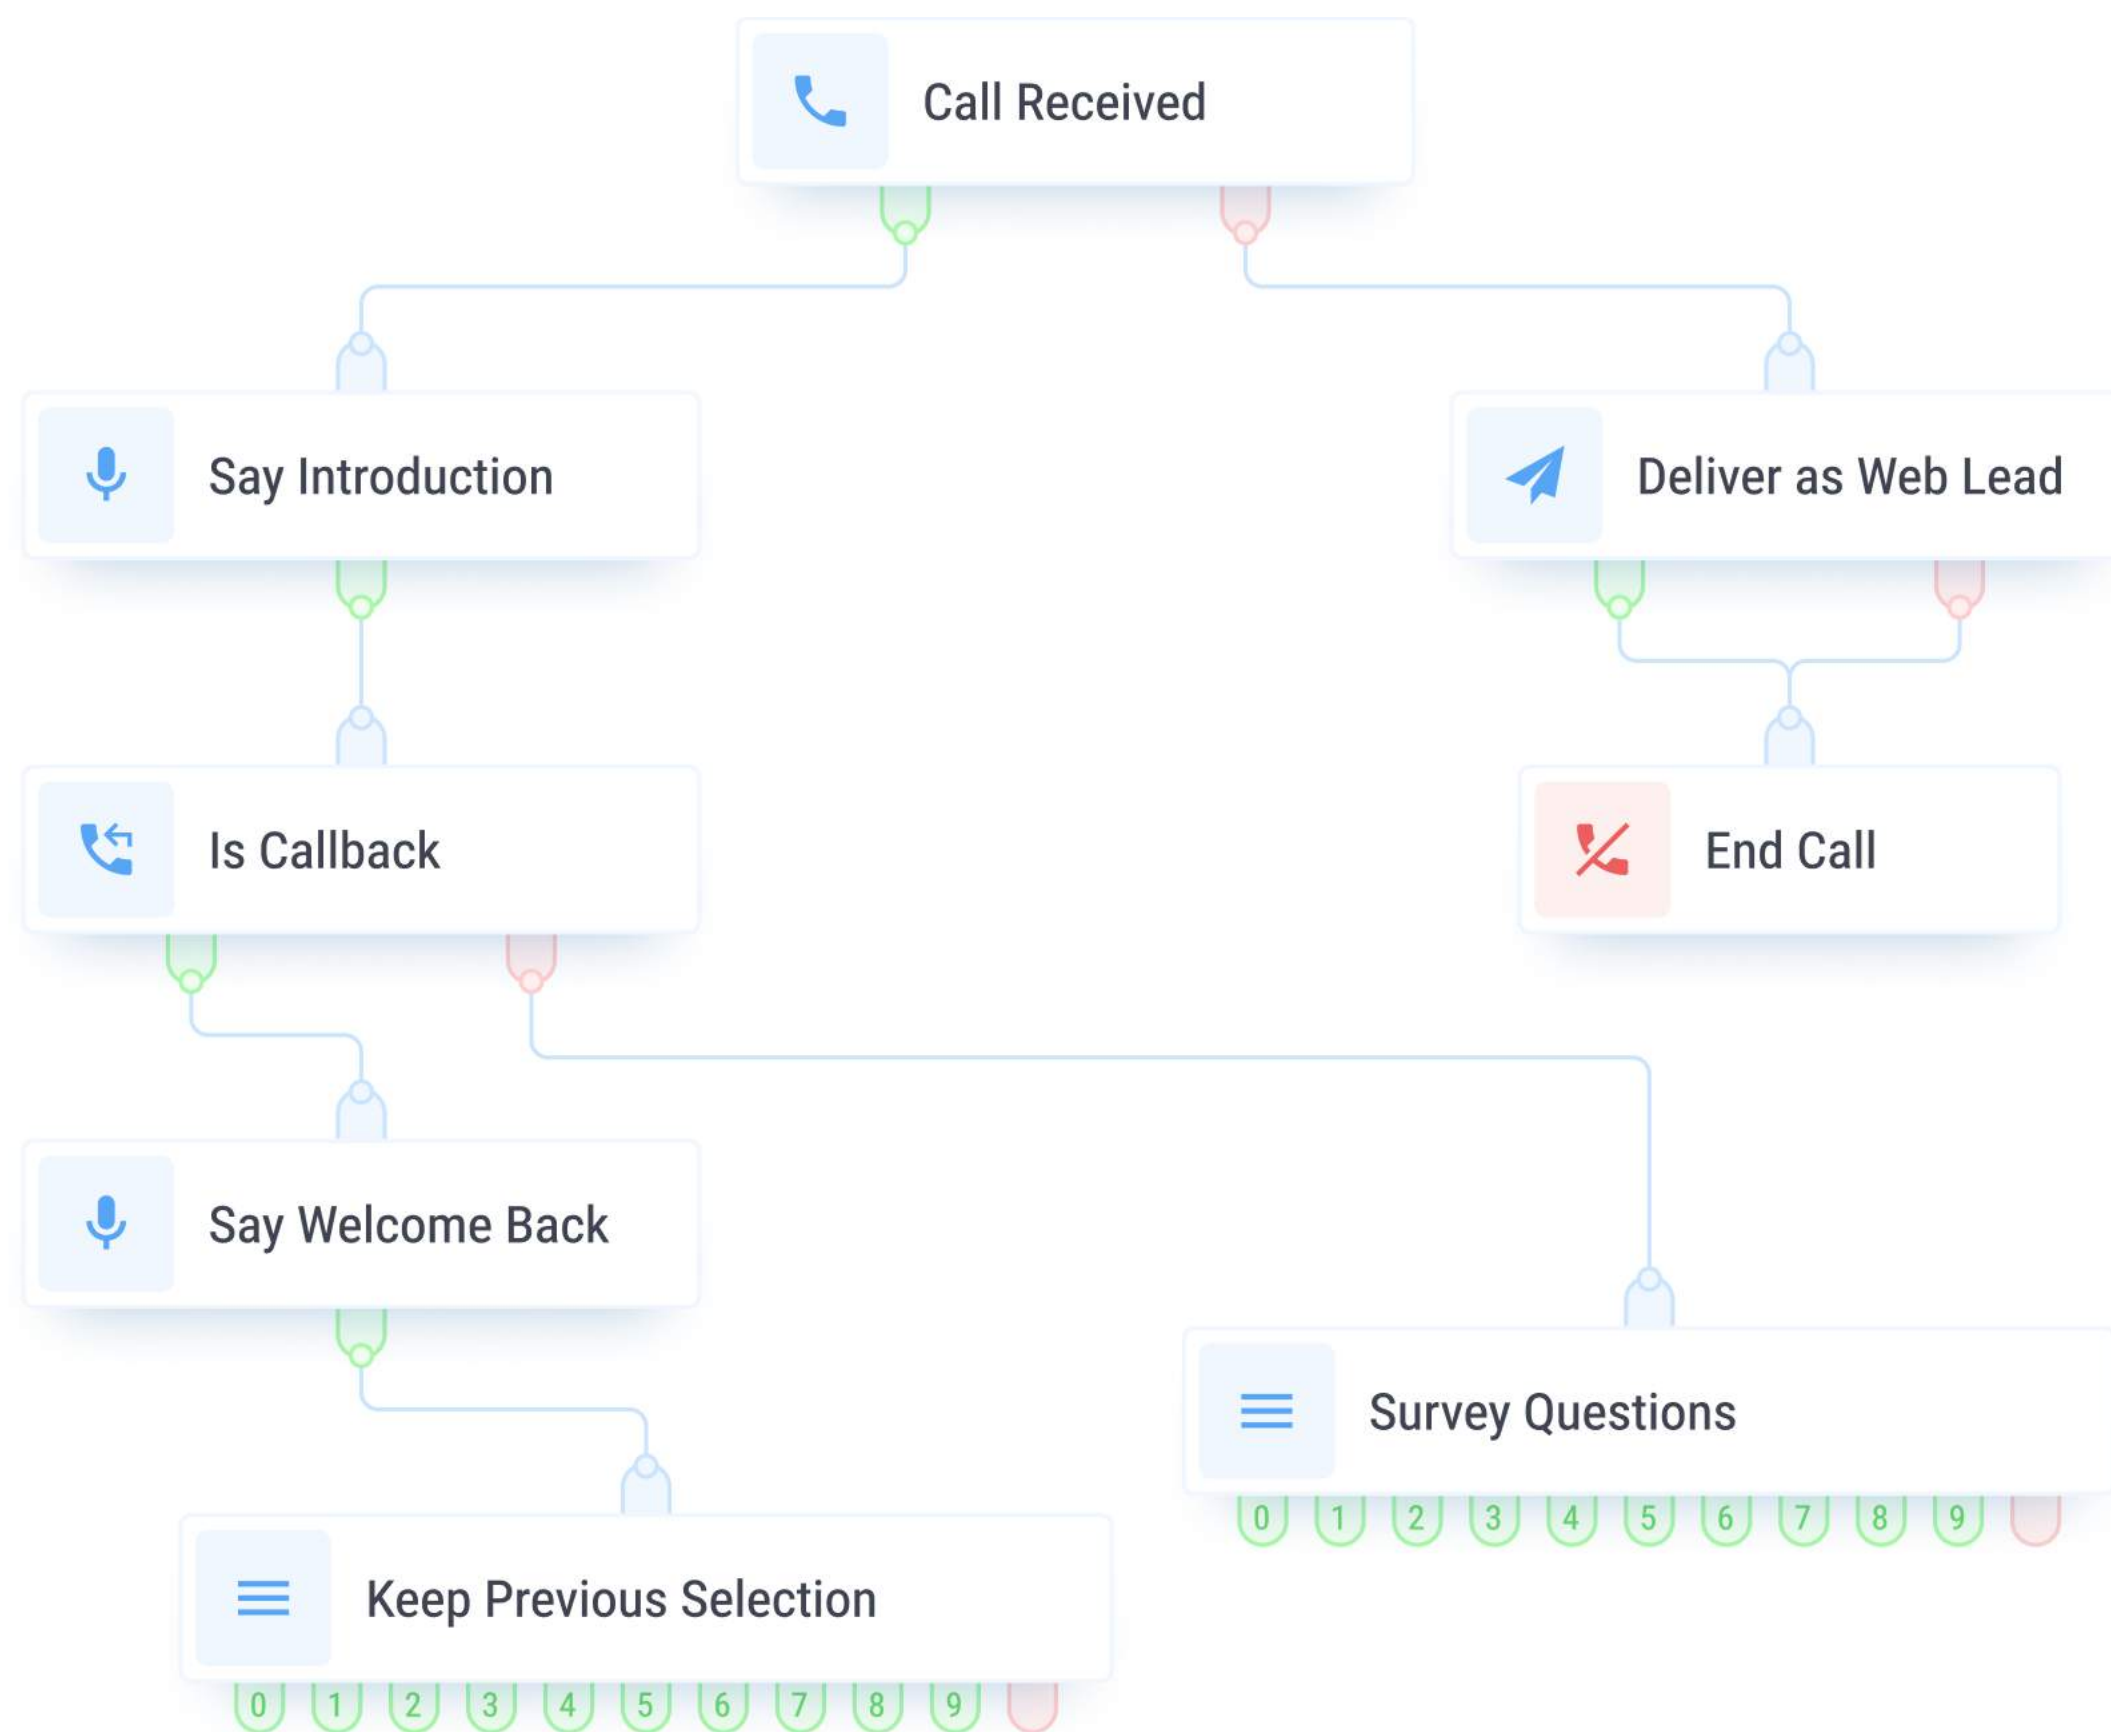 Call Received
Say Introduction
Deliver as Web Lead
Is Callback
End Call
Say Welcome Back
Survey Questions
0 1 2 3 4 5 6 7 8 9
Keep Previous Selection
0 1 2 3 4 5 6 7 8 9